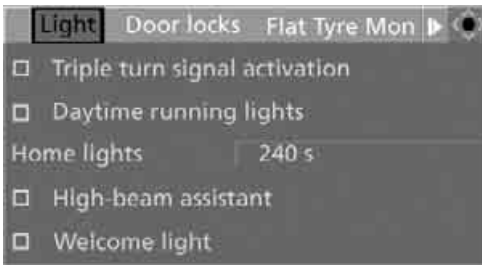 Light Door locks Flat Tyre Mon
Triple turn signal activation
Daytime running lights
Home lights 240 s
High-beam assistant
Welcome light